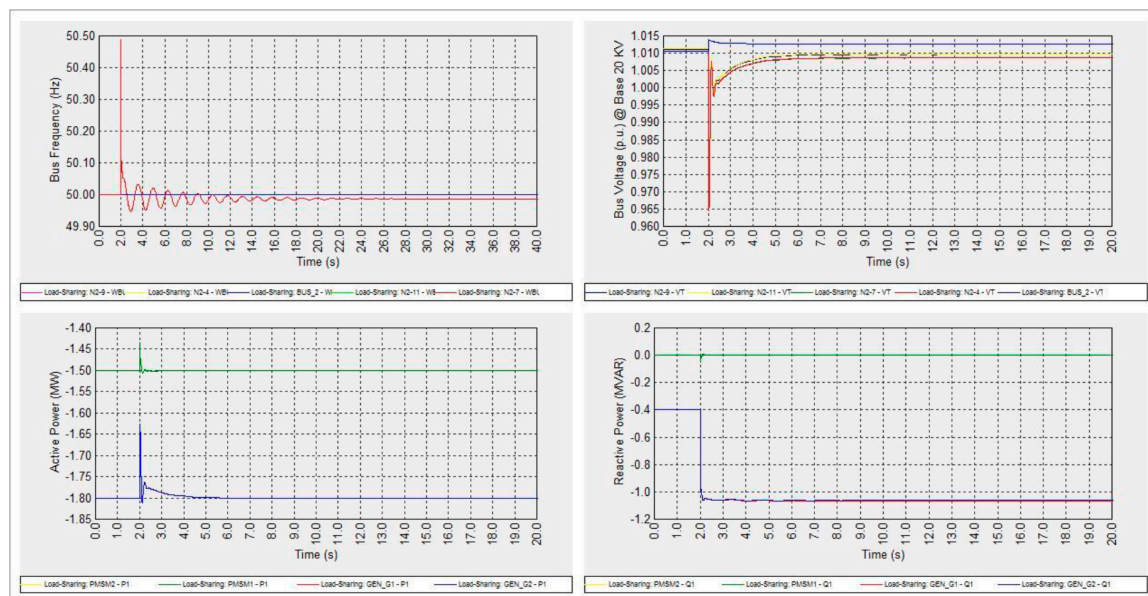 50.50
50.40
50.30
50.20
50.10
50.00
49.90
Bus Frequency (Hz)
0.0 2.0 4.0 6.0 8.0 10.0 12.0 14.0 16.0 18.0 20.0 22.0 24.0 26.0 28.0 30.0 32.0 34.0 36.0 38.0 40.0
Time (s)
Load-Sharing: N2-9 - WBL Load-Sharing: N2-4 - WBL Load-Sharing: BUS_2 - WI Load-Sharing: N2-11 - WE Load-Sharing: N2-7 - WBL
1.015
1.010
1.005
1.000
0.995
0.990
0.985
0.980
0.975
0.970
0.965
0.960
Bus Voltage (p.u.) @ Base 20 KV
0.0 1.0 2.0 3.0 4.0 5.0 6.0 7.0 8.0 9.0 10.0 11.0 12.0 13.0 14.0 15.0 16.0 17.0 18.0 19.0 20.0
Time (s)
Load-Sharing: N2-9 - VT Load-Sharing: N2-11 - VT Load-Sharing: N2-7 - VT Load-Sharing: N2-4 - VT Load-Sharing: BUS_2 - VT
-1.40
-1.45
-1.50
-1.55
-1.60
-1.65
-1.70
-1.75
-1.80
-1.85
Active Power (MW)
0.0 1.0 2.0 3.0 4.0 5.0 6.0 7.0 8.0 9.0 10.0 11.0 12.0 13.0 14.0 15.0 16.0 17.0 18.0 19.0 20.0
Time (s)
Load-Sharing: PMSM2 - P1 Load-Sharing: PMSM1 - P1 Load-Sharing: GEN_G1 - P1 Load-Sharing: GEN_G2 - P1
0.2
0.0
-0.2
-0.4
-0.6
-0.8
-1.0
-1.2
Reactive Power (MVAR)
0.0 1.0 2.0 3.0 4.0 5.0 6.0 7.0 8.0 9.0 10.0 11.0 12.0 13.0 14.0 15.0 16.0 17.0 18.0 19.0 20.0
Time (s)
Load-Sharing: PMSM2 - Q1 Load-Sharing: PMSM1 - Q1 Load-Sharing: GEN_G1 - Q1 Load-Sharing: GEN_G2 - Q1